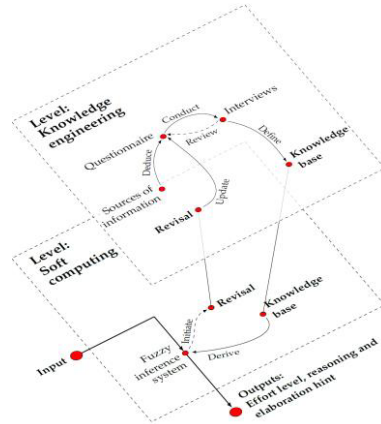 Level:
Knowledge
engineering
Conduct
Interviews
Questionnaire
Review
Define
Knowledge
base
Deduce
Sources of
information
Update
Revisal
Level:
Soft
computing
Revisal
Knowledge
base
Initiate
Input
Fuzzy
inference
system
Derive
Outputs:
Effort level, reasoning and
elaboration hint